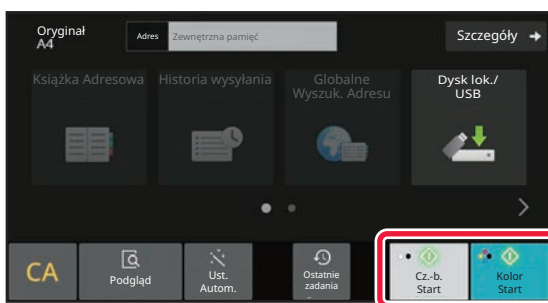 Oryginał
A4
Adres
Zewnętrzna pamięć
Szczegóły
Książka Adresowa
Historia wysyłania
Globalne
Wyszuk. Adresu
Dysk lok./
USB
CA
Podgląd
Ust.
Autom.
Ostatnie
zadania
Cz.-b.
Start
Kolor
Start